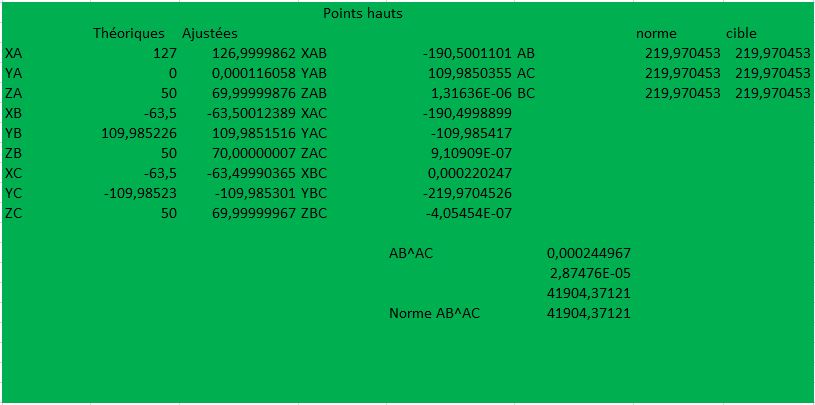 Points hauts
Théoriques Ajustées norme cible
XA 127 126,9999862 XAB -190,5001101 AB 219,970453 219,970453
YA 0 0,000116058 YAB 109,9850355 AC 219,970453 219,970453
ZA 50 69,99999876 ZAB 1,31636E-06 BC 219,970453 219,970453
XB -63,5 -63,50012389 XAC -190,4998899
YB 109,985226 109,9851516 YAC -109,985417
ZB 50 70,00000007 ZAC 9,10909E-07
XC -63,5 -63,49990365 XBC 0,000220247
YC -109,98523 -109,985301 YBC -219,9704526
ZC 50 69,99999967 ZBC -4,05454E-07
AB^AC 0,000244967
2,87476E-05
41904,37121
Norme AB^AC 41904,37121